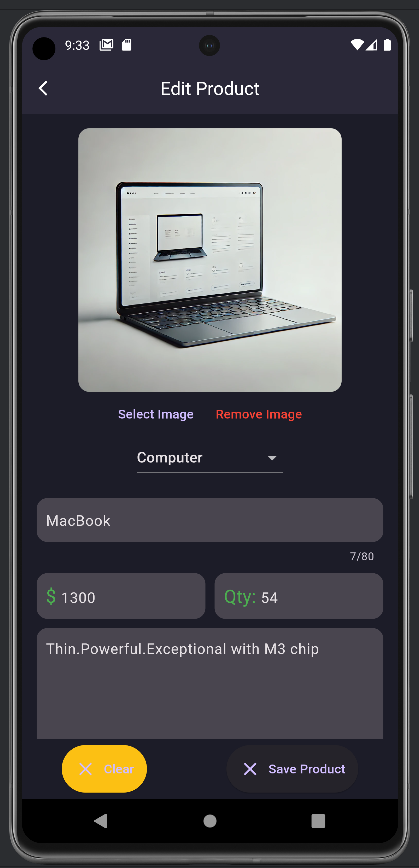 9:33
Edit Product
Select Image Remove Image
Computer
MacBook
7/80
$ 1300 Qty: 54
Thin.Powerful.Exceptional with M3 chip
Clear Save Product